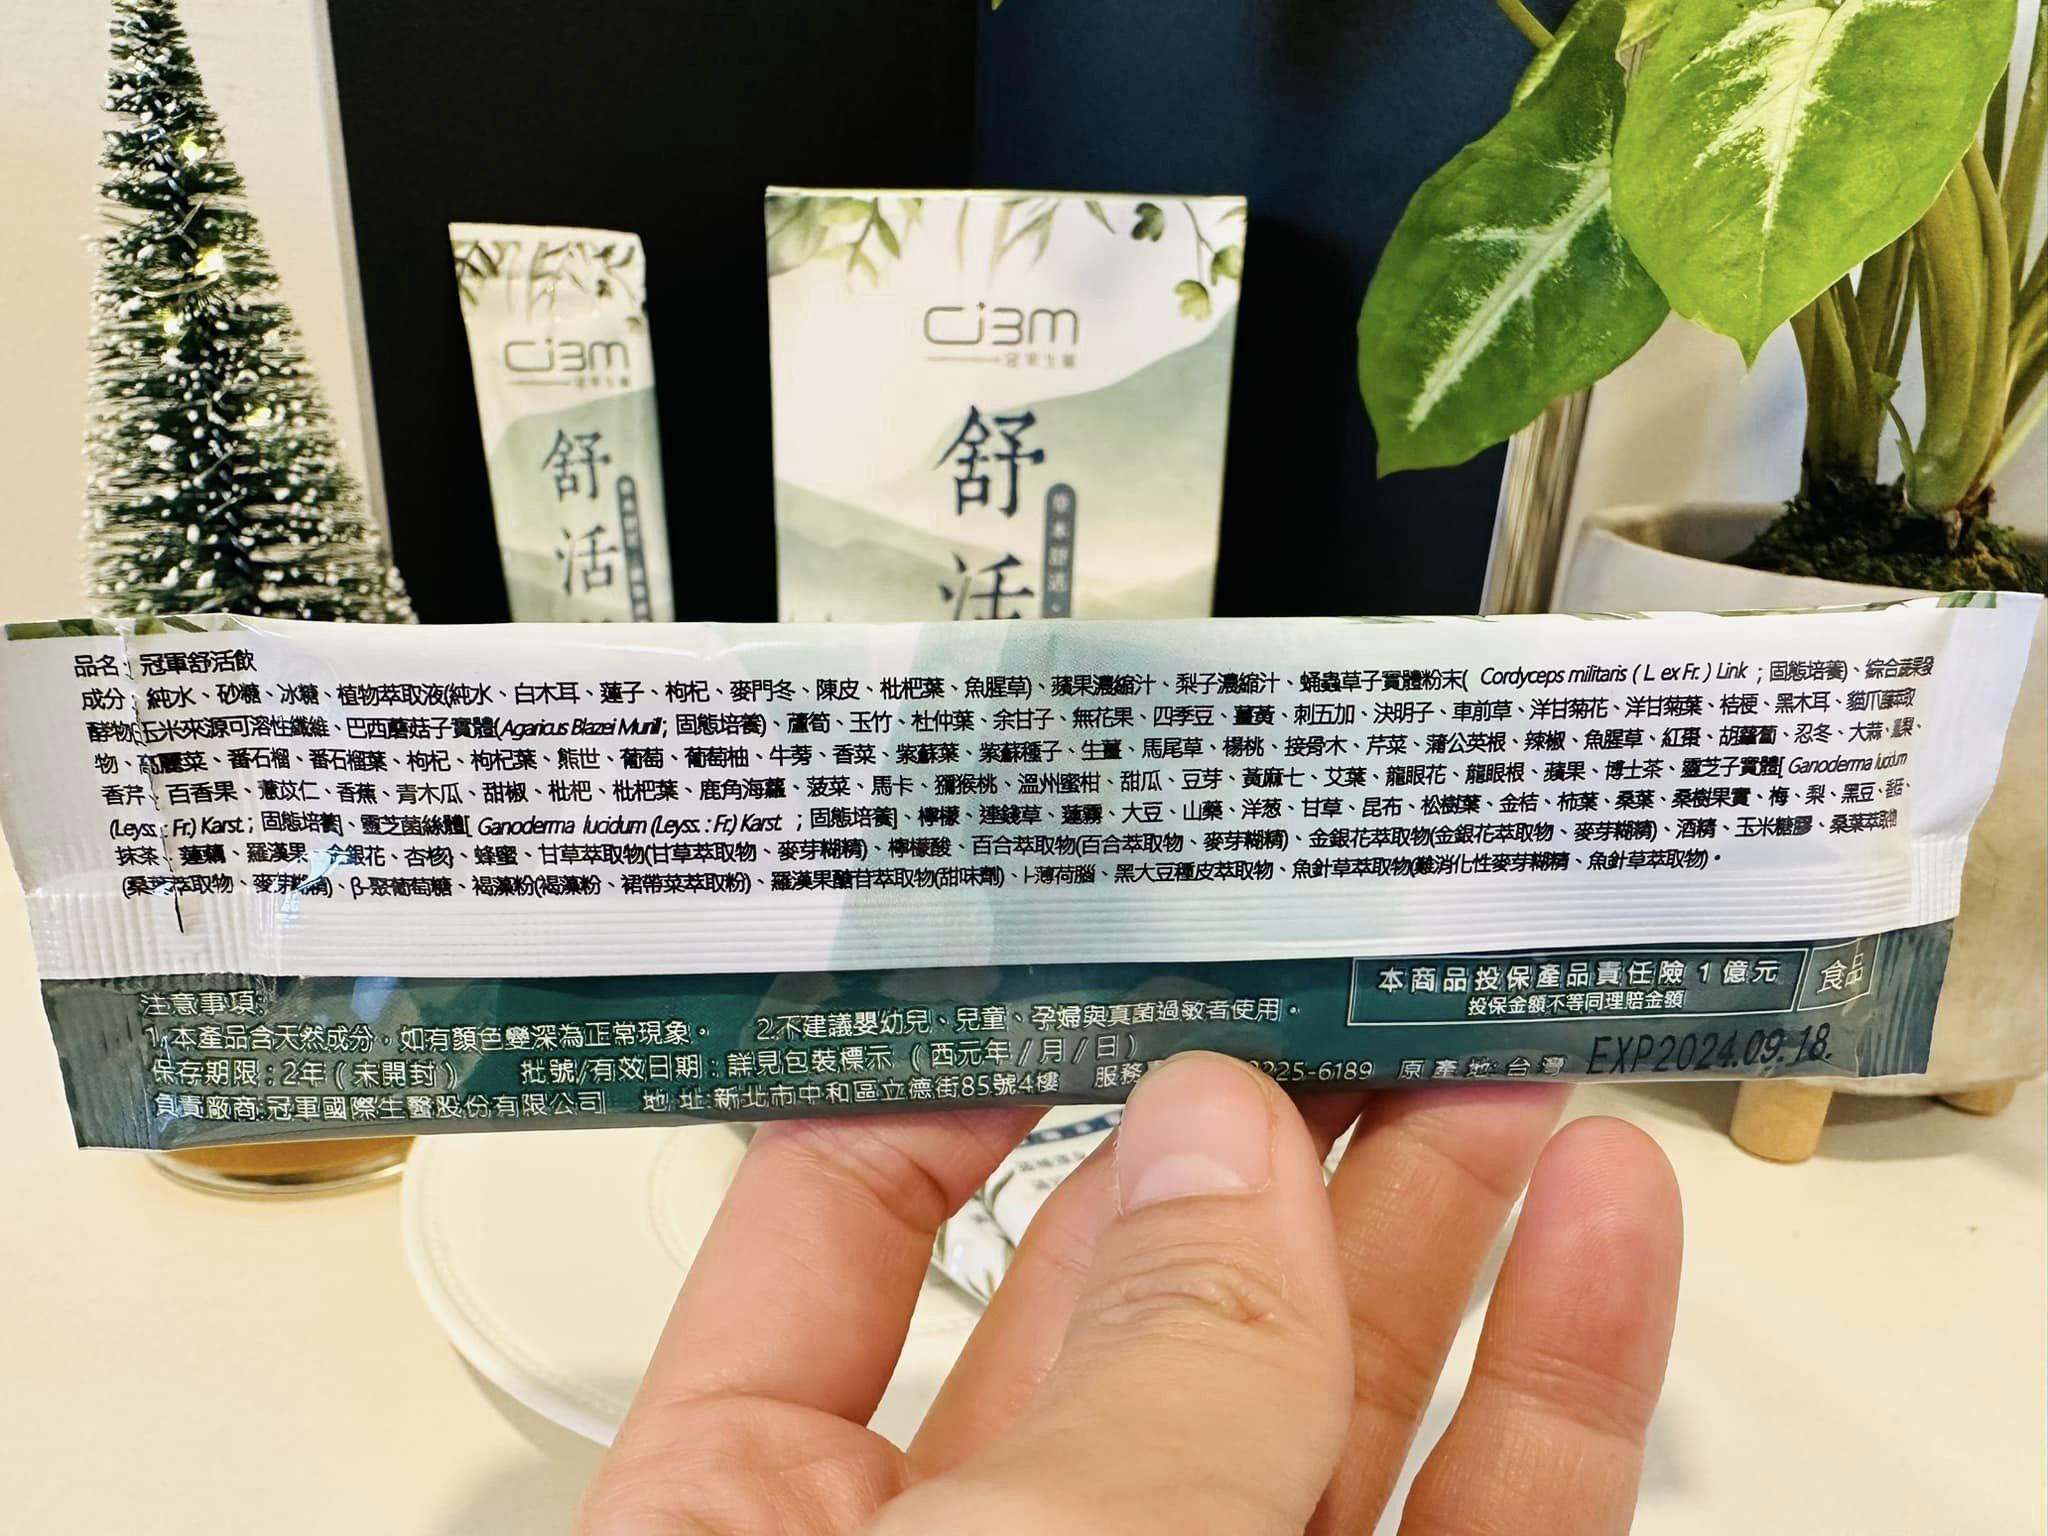 CJBM
冠軍生醫
舒
活
CJBM
冠軍生醫
舒
活
品名：冠軍舒活飲
成分：純水、砂糖、冰糖、植物萃取液(純水、白木耳、蓮子、枸杞、麥門冬、陳皮、枇杷葉、魚腥草)、蘋果濃縮汁、梨子濃縮汁、蛹蟲草子實體粉末( Cordyceps militaris ( L. ex Fr. ) Link ；固態培養)、綜合蔬果發
酵物{玉米來源可溶性纖維、巴西蘑菇子實體(Agaricus Blazei Murill；固態培養)、蘆筍、玉竹、杜仲葉、余甘子、無花果、四季豆、薑黃、刺五加、決明子、車前草、洋甘菊花、洋甘菊葉、桔梗、黑木耳、貓爪藤萃取
物、高麗菜、番石榴、番石榴葉、枸杞、枸杞葉、熊世、葡萄、葡萄柚、牛蒡、香菜、紫蘇葉、紫蘇種子、生薑、馬尾草、楊桃、接骨木、芹菜、蒲公英根、辣椒、魚腥草、紅棗、胡蘿蔔、忍冬、大蒜、鳳梨、
香芹、百香果、薏苡仁、香蕉、青木瓜、甜椒、枇杷、枇杷葉、鹿角海蘿、菠菜、馬卡、獼猴桃、溫州蜜柑、甜瓜、豆芽、黃麻七、艾葉、龍眼花、龍眼根、蘋果、博士茶、靈芝子實體[ Ganoderma lucidum
(Leyss. : Fr.) Karst.；固態培養]、靈芝菌絲體[ Ganoderma lucidum (Leyss. : Fr.) Karst. ；固態培養]、檸檬、連錢草、蓮霧、大豆、山藥、洋葱、甘草、昆布、松樹葉、金桔、柿葉、桑葉、桑樹果實、梅、梨、黑豆、香菇、
抹茶、蓮藕、羅漢果、金銀花、杏核}、蜂蜜、甘草萃取物(甘草萃取物、麥芽糊精)、檸檬酸、百合萃取物(百合萃取物、麥芽糊精)、金銀花萃取物(金銀花萃取物、麥芽糊精)、酒精、玉米糖膠、桑葉萃取物
(桑葉萃取物、麥芽糊精)、β-聚葡萄糖、褐藻粉(褐藻粉、裙帶菜萃取粉)、羅漢果醣苷萃取物(甜味劑)、l-薄荷腦、黑大豆種皮萃取物、魚針草萃取物(難消化性麥芽糊精、魚針草萃取物)。
注意事項:
1.本產品含天然成分，如有顏色變深為正常現象。 2.不建議嬰幼兒、兒童、孕婦與真菌過敏者使用。
本商品投保產品責任險 1 億元
投保金額不等同理賠金額
食品
保存期限：2年（未開封） 批號/有效日期：詳見包裝標示（西元年/月/日）
負責廠商:冠軍國際生醫股份有限公司 地址:新北市中和區立德街85號4樓 服務 225-6189 原產地:台灣
EXP2024.09.18.